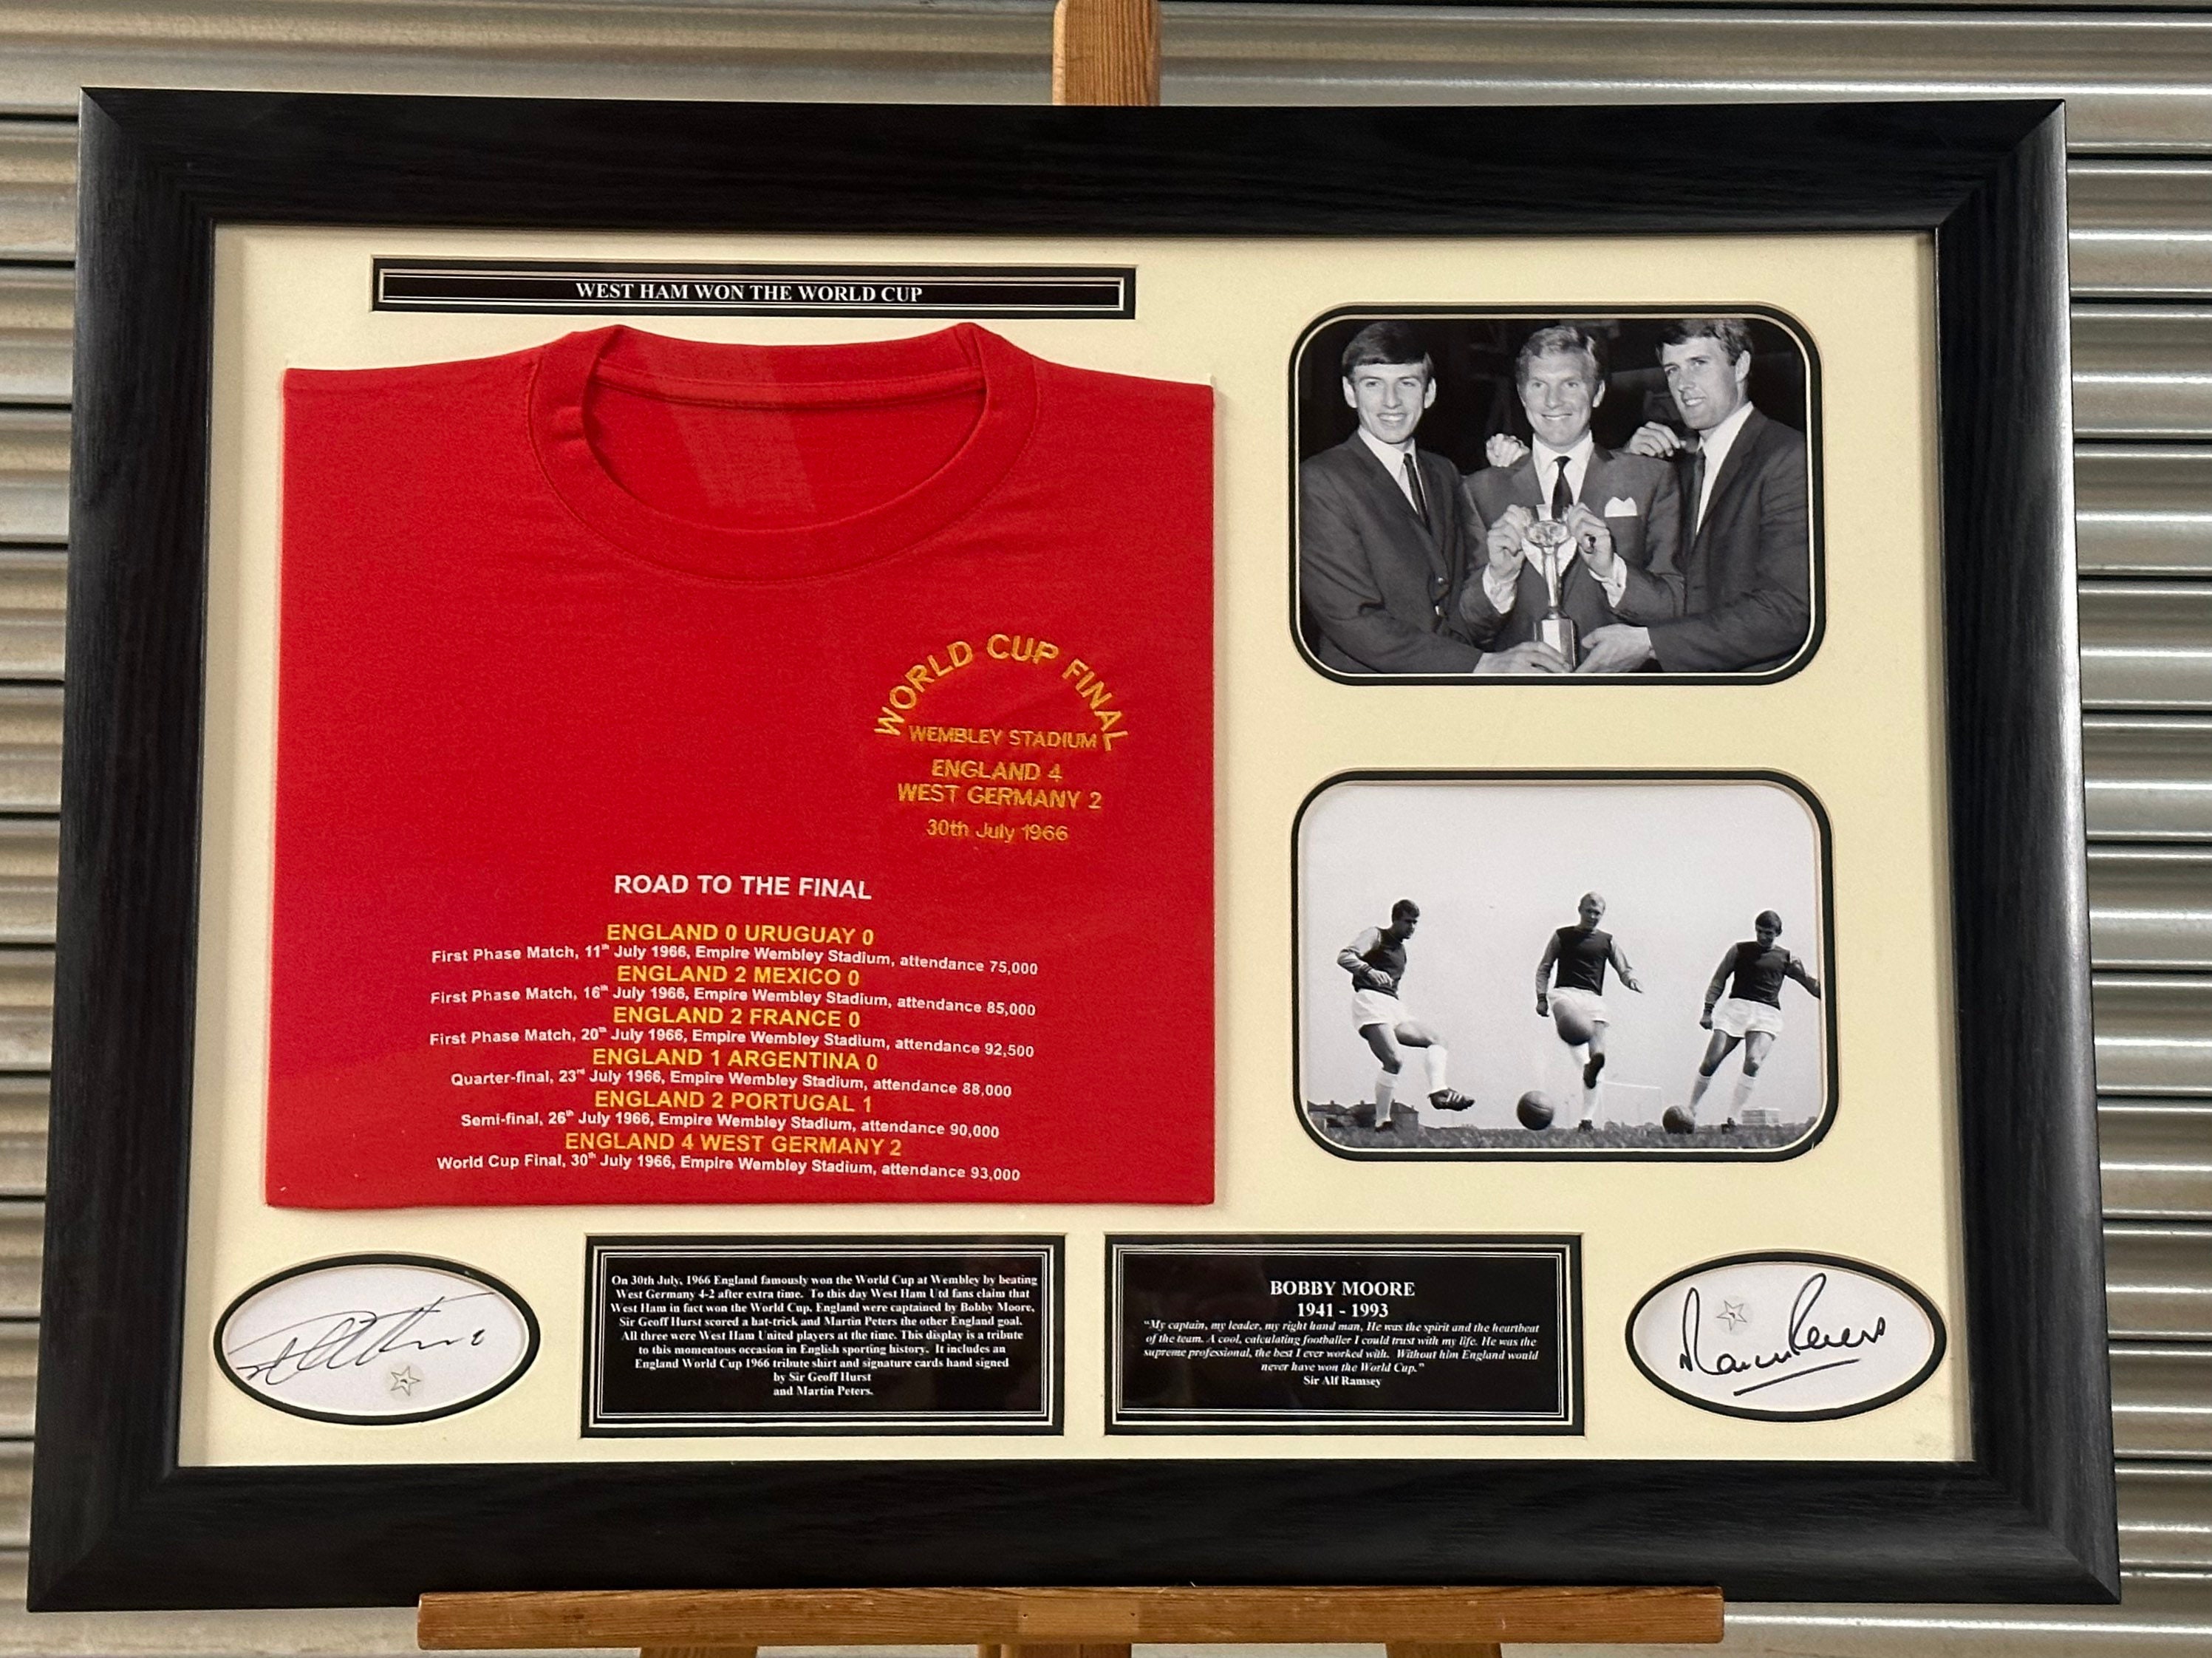 WEST HAM WON THE WORLD CUP
WORLD CUP FINAL
WEMBLEY STADIUM
ENGLAND 4
WEST GERMANY 2
30th July 1966
ROAD TO THE FINAL
ENGLAND 0 URUGUAY 0
First Phase Match, 11th July 1966, Empire Wembley Stadium, attendance 75,000
ENGLAND 2 MEXICO 0
First Phase Match, 16th July 1966, Empire Wembley Stadium, attendance 85,000
ENGLAND 2 FRANCE 0
First Phase Match, 20th July 1966, Empire Wembley Stadium, attendance 92,500
ENGLAND 1 ARGENTINA 0
Quarter-final, 23rd July 1966, Empire Wembley Stadium, attendance 88,000
ENGLAND 2 PORTUGAL 1
Semi-final, 26th July 1966, Empire Wembley Stadium, attendance 90,000
ENGLAND 4 WEST GERMANY 2
World Cup Final, 30th July 1966, Empire Wembley Stadium, attendance 93,000
On 30th July, 1966 England famously won the World Cup at Wembley by beating
West Germany 4-2 after extra time. To this day West Ham Utd fans claim that
West Ham in fact won the World Cup. England were captained by Bobby Moore,
Sir Geoff Hurst scored a hat-trick and Martin Peters the other England goal.
All three were West Ham United players at the time. This display is a tribute
to this momentous occasion in English sporting history. It includes an
England World Cup 1966 tribute shirt and signature cards hand signed
by Sir Geoff Hurst
and Martin Peters.
BOBBY MOORE
1941 - 1993
"My captain, my leader, my right hand man. He was the spirit and the heartbeat
of the team. A cool, calculating footballer I could trust with my life. He was the
supreme professional, the best I ever worked with. Without him England would
never have won the World Cup."
Sir Alf Ramsey
Martin Peters